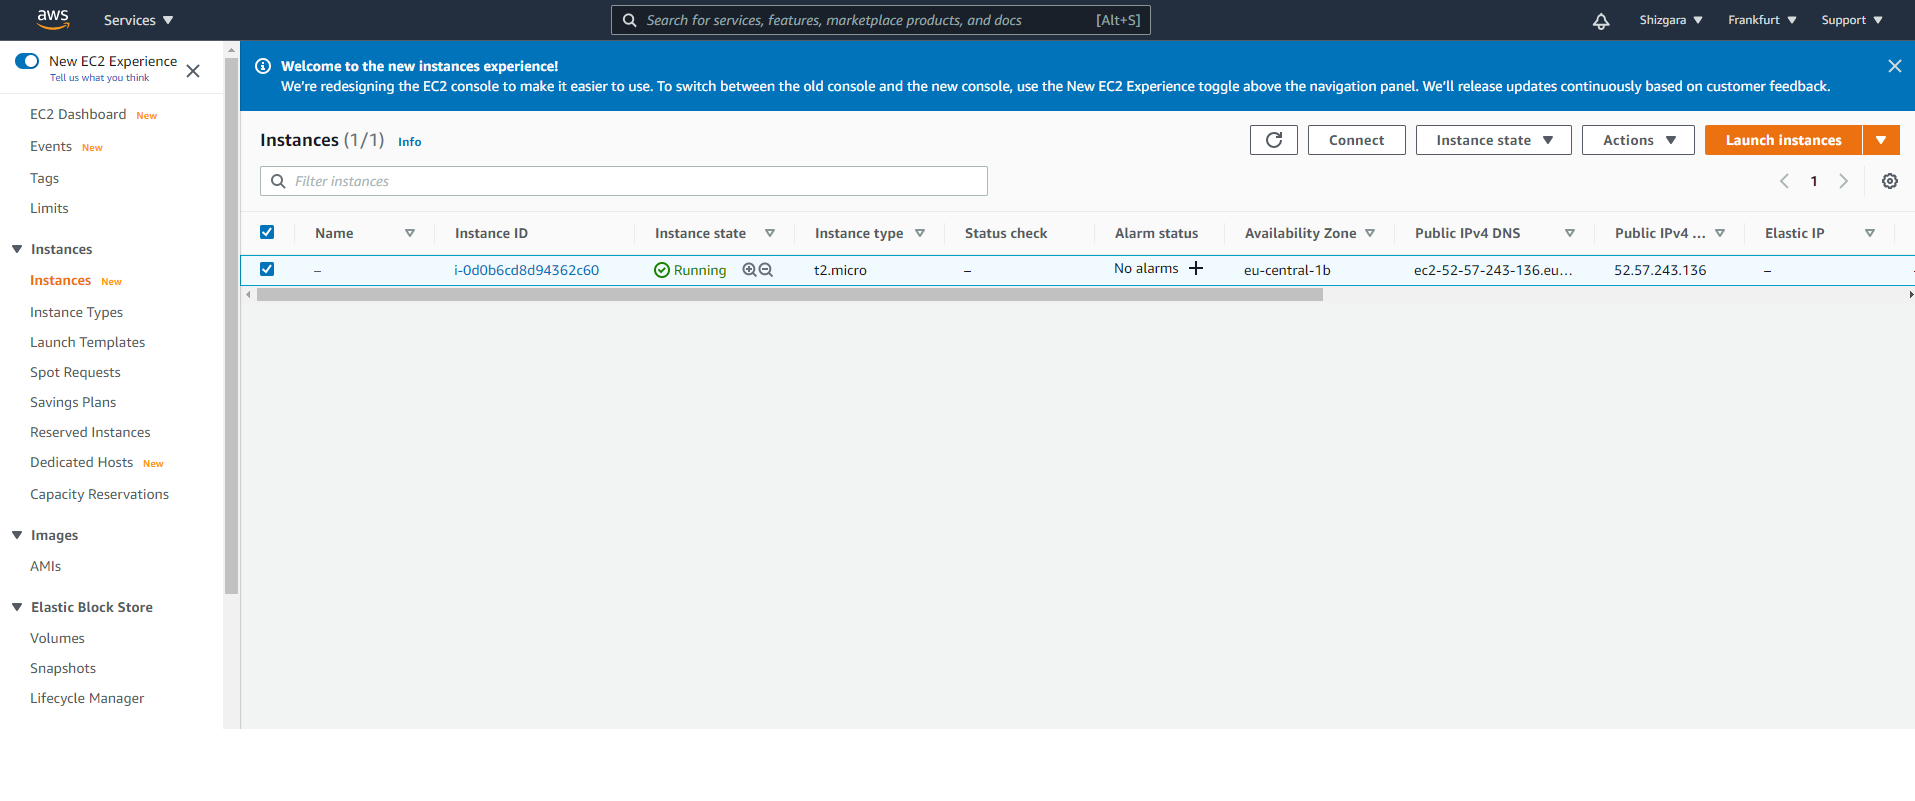 aws Services Search for services, features, marketplace products, and docs [Alt+S] Shizgara Frankfurt Support
New EC2 Experience
Tell us what you think
EC2 Dashboard New
Events New
Tags
Limits
Instances
Instances New
Instance Types
Launch Templates
Spot Requests
Savings Plans
Reserved Instances
Dedicated Hosts New
Capacity Reservations
Images
AMIs
Elastic Block Store
Volumes
Snapshots
Lifecycle Manager
Welcome to the new instances experience!
We're redesigning the EC2 console to make it easier to use. To switch between the old console and the new console, use the New EC2 Experience toggle above the navigation panel. We'll release updates continuously based on customer feedback.
Instances (1/1) Info Connect Instance state Actions Launch instances
Filter instances 1
Name Instance ID Instance state Instance type Status check Alarm status Availability Zone Public IPv4 DNS Public IPv4 ... Elastic IP
– i-0d0b6cd8d94362c60 Running t2.micro – No alarms + eu-central-1b ec2-52-57-243-136.eu... 52.57.243.136 –